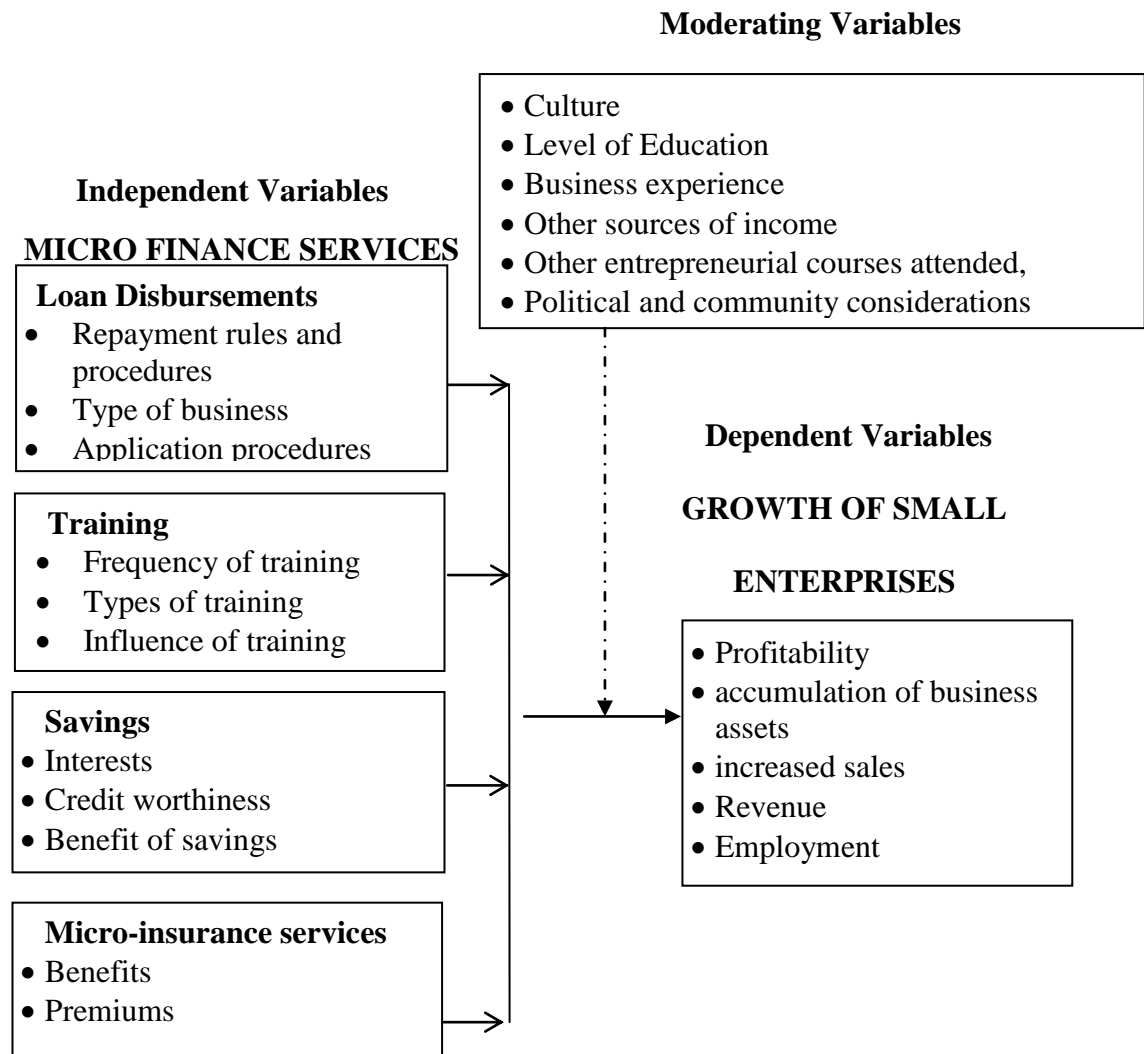 Moderating Variables
• Culture
• Level of Education
• Business experience
• Other sources of income
• Other entrepreneurial courses attended,
• Political and community considerations
Independent Variables
MICRO FINANCE SERVICES
Loan Disbursements
• Repayment rules and
procedures
• Type of business
• Application procedures
Training
• Frequency of training
• Types of training
• Influence of training
Savings
• Interests
• Credit worthiness
• Benefit of savings
Micro-insurance services
• Benefits
• Premiums
Dependent Variables
GROWTH OF SMALL
ENTERPRISES
• Profitability
• accumulation of business
assets
• increased sales
• Revenue
• Employment